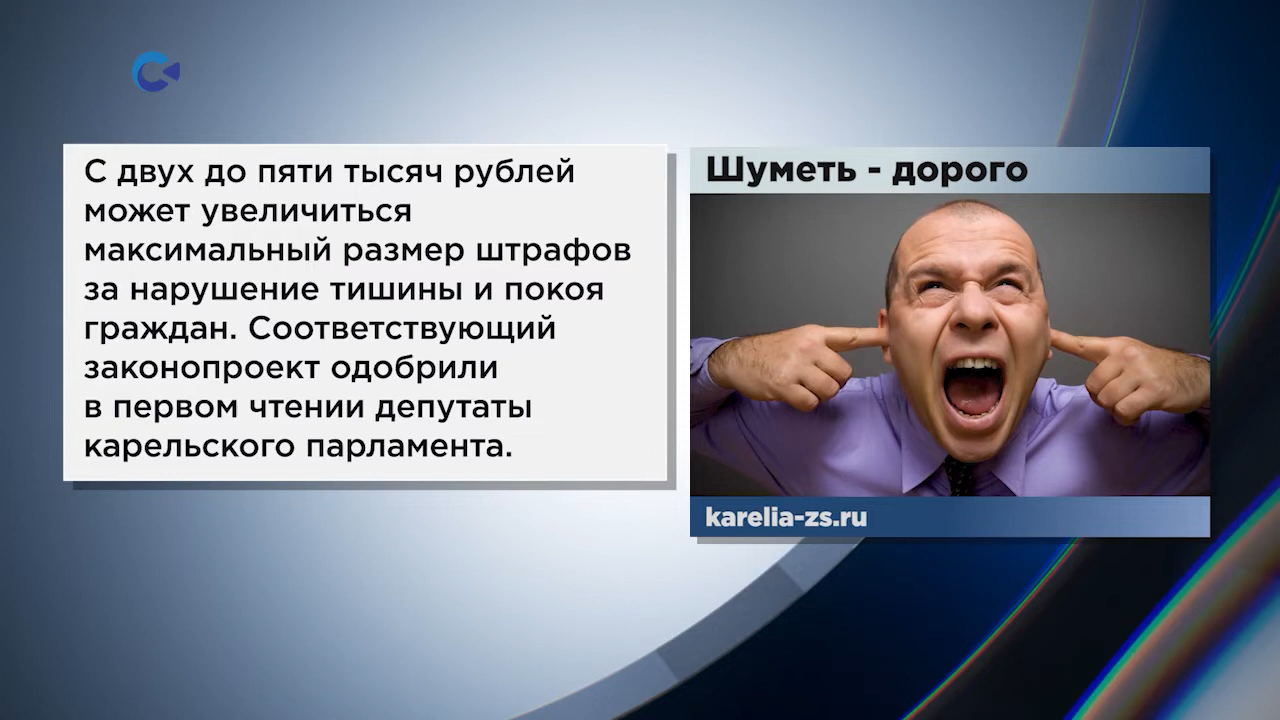 С двух до пяти тысяч рублей
может увеличиться
максимальный размер штрафов
за нарушение тишины и покоя
граждан. Соответствующий
законопроект одобрили
в первом чтении депутаты
карельского парламента.
Шуметь - дорого
karelia-zs.ru